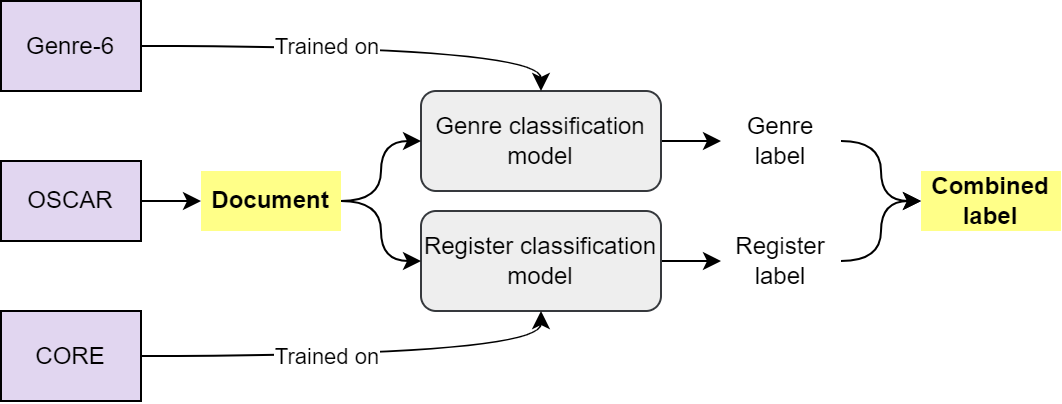 Genre-6
Trained on
Genre classification
model
Genre
label
OSCAR
Document
Combined
label
Register classification
model
Register
label
CORE
Trained on